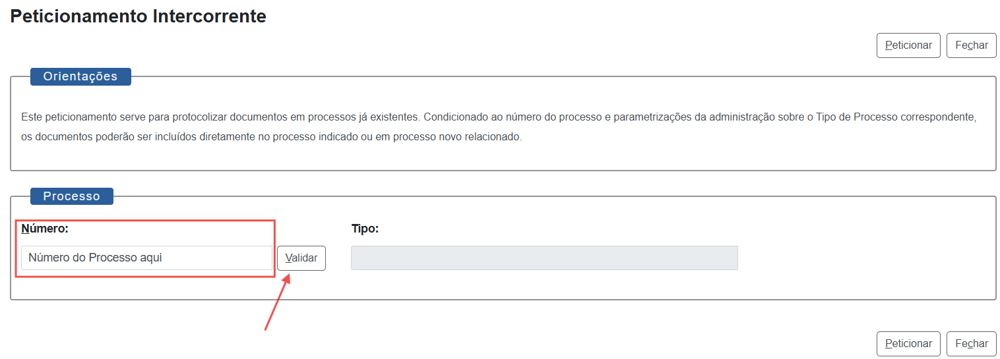 Peticionamento Intercorrente
Peticionar Fechar
Orientações
Este peticionamento serve para protocolizar documentos em processos já existentes. Condicionado ao número do processo e parametrizações da administração sobre o Tipo de Processo correspondente,
os documentos poderão ser incluídos diretamente no processo indicado ou em processo novo relacionado.
Processo
Número: Tipo:
Número do Processo aqui Validar
Peticionar Fechar